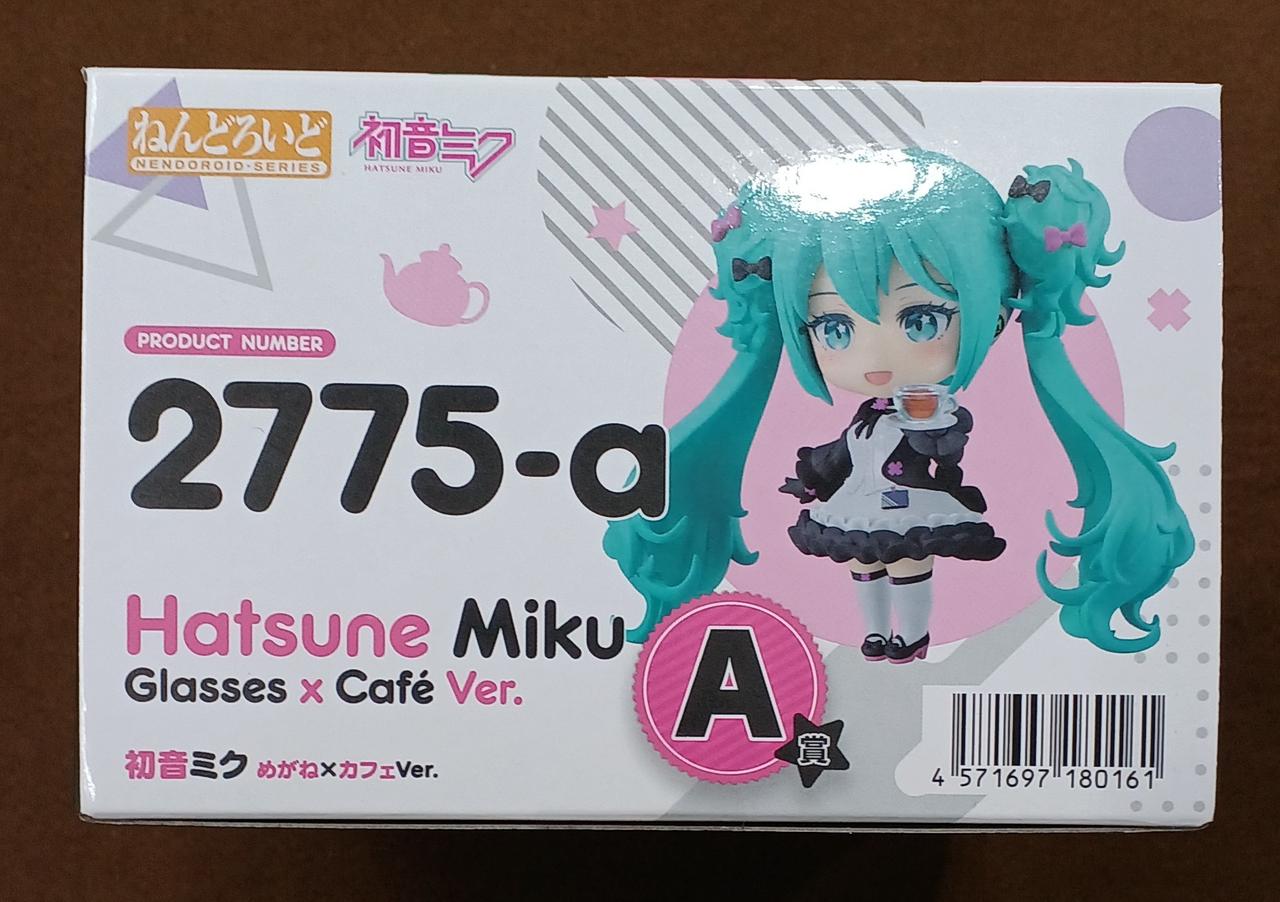 ねんどろいど
NENDOROID・SERIES
初音ミク
HATSUNE MIKU
PRODUCT NUMBER
2775-a
Hatsune Miku
Glasses x Café Ver.
初音ミク めがね×カフェVer.
A
賞
4 571697 180161